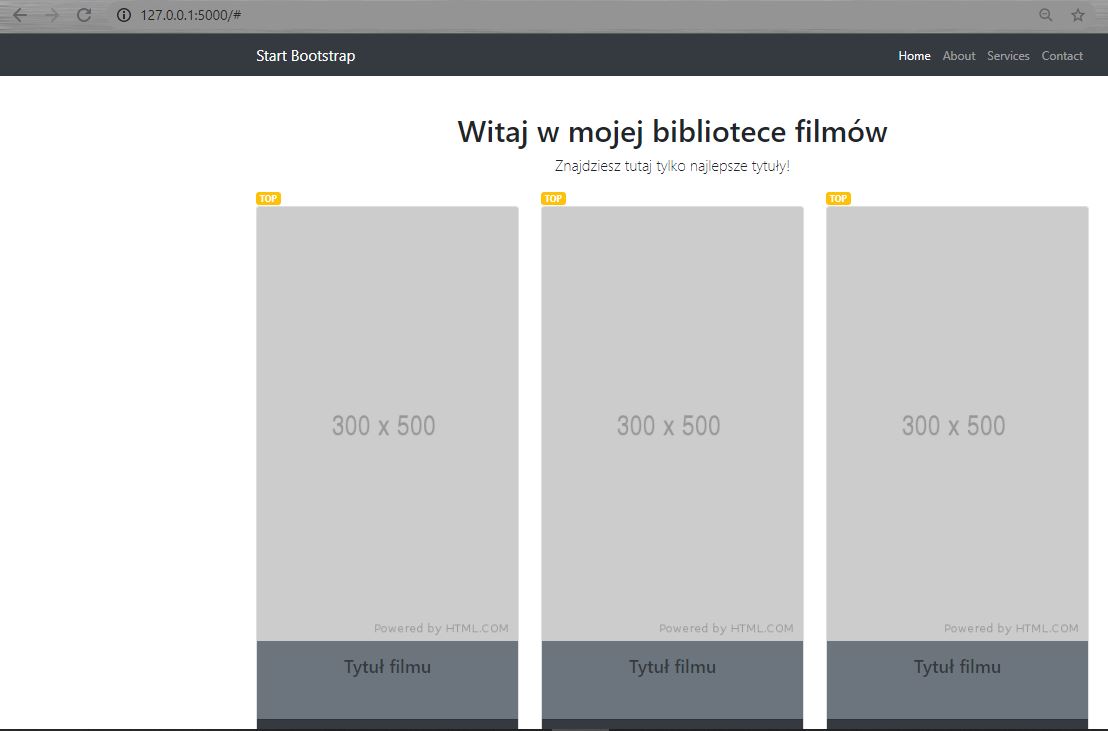 127.0.0.1:5000/#
Start Bootstrap Home About Services Contact
Witaj w mojej bibliotece filmów
Znajdziesz tutaj tylko najlepsze tytuły!
TOP TOP TOP
300 x 500 300 x 500 300 x 500
Powered by HTML.COM Powered by HTML.COM Powered by HTML.COM
Tytuł filmu Tytuł filmu Tytuł filmu